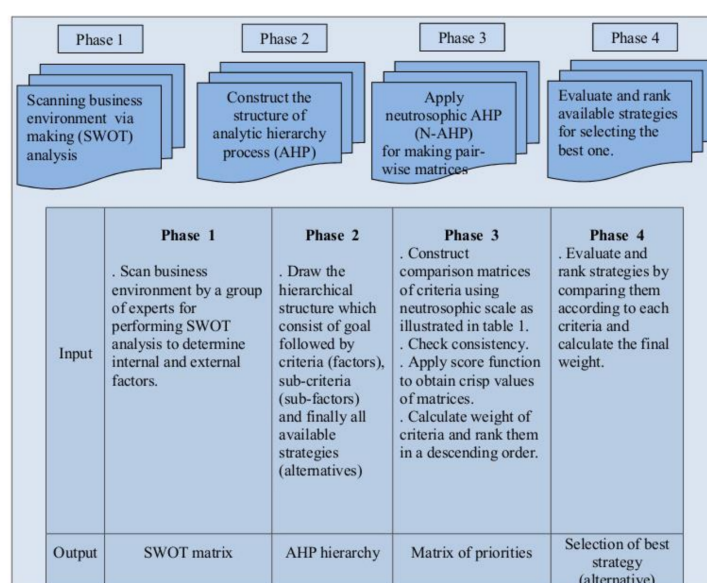 Phase 1
Phase 2
Phase 3
Phase 4
Scanning business
environment via
making (SWOT)
analysis
Construct the
structure of
analytic hierarchy
process (AHP)
Apply
neutrosophic AHP
(N-AHP)
for making pair-
wise matrices
Evaluate and rank
available strategies
for selecting the
best one.
Input
Phase 1
. Scan business
environment by a group
of experts for
performing SWOT
analysis to determine
internal and external
factors.
Phase 2
. Draw the
hierarchical
structure which
consist of goal
followed by
criteria (factors),
sub-criteria
(sub-factors)
and finally all
available
strategies
(alternatives)
Phase 3
. Construct
comparison matrices
of criteria using
neutrosophic scale as
illustrated in table 1.
. Check consistency.
. Apply score function
to obtain crisp values
of matrices.
. Calculate weight of
criteria and rank them
in a descending order.
Phase 4
. Evaluate and
rank strategies by
comparing them
according to each
criteria and
calculate the final
weight.
Output
SWOT matrix
AHP hierarchy
Matrix of priorities
Selection of best
strategy
(alternative)